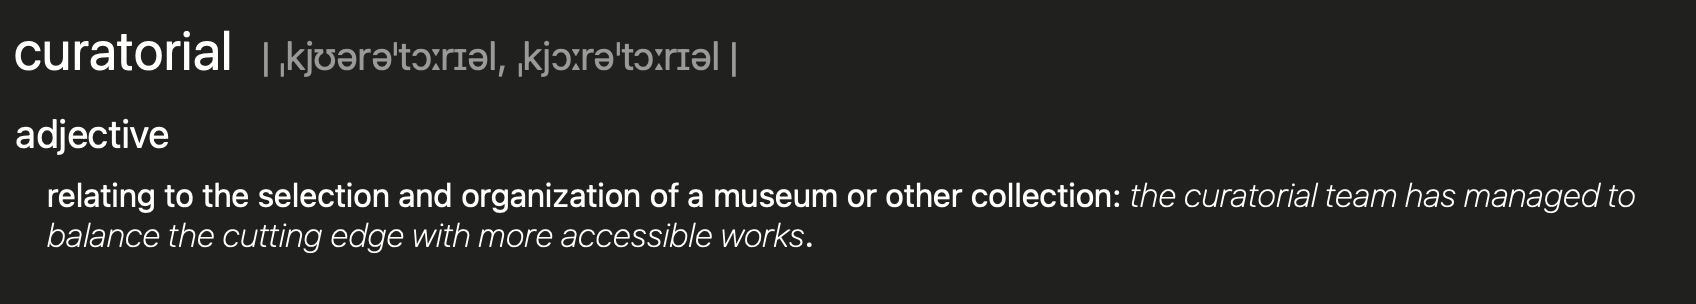 curatorial | ˌkjʊərəˈtɔːrɪəl, ˌkjɔːrəˈtɔːrɪəl |
adjective
relating to the selection and organization of a museum or other collection: the curatorial team has managed to
balance the cutting edge with more accessible works.